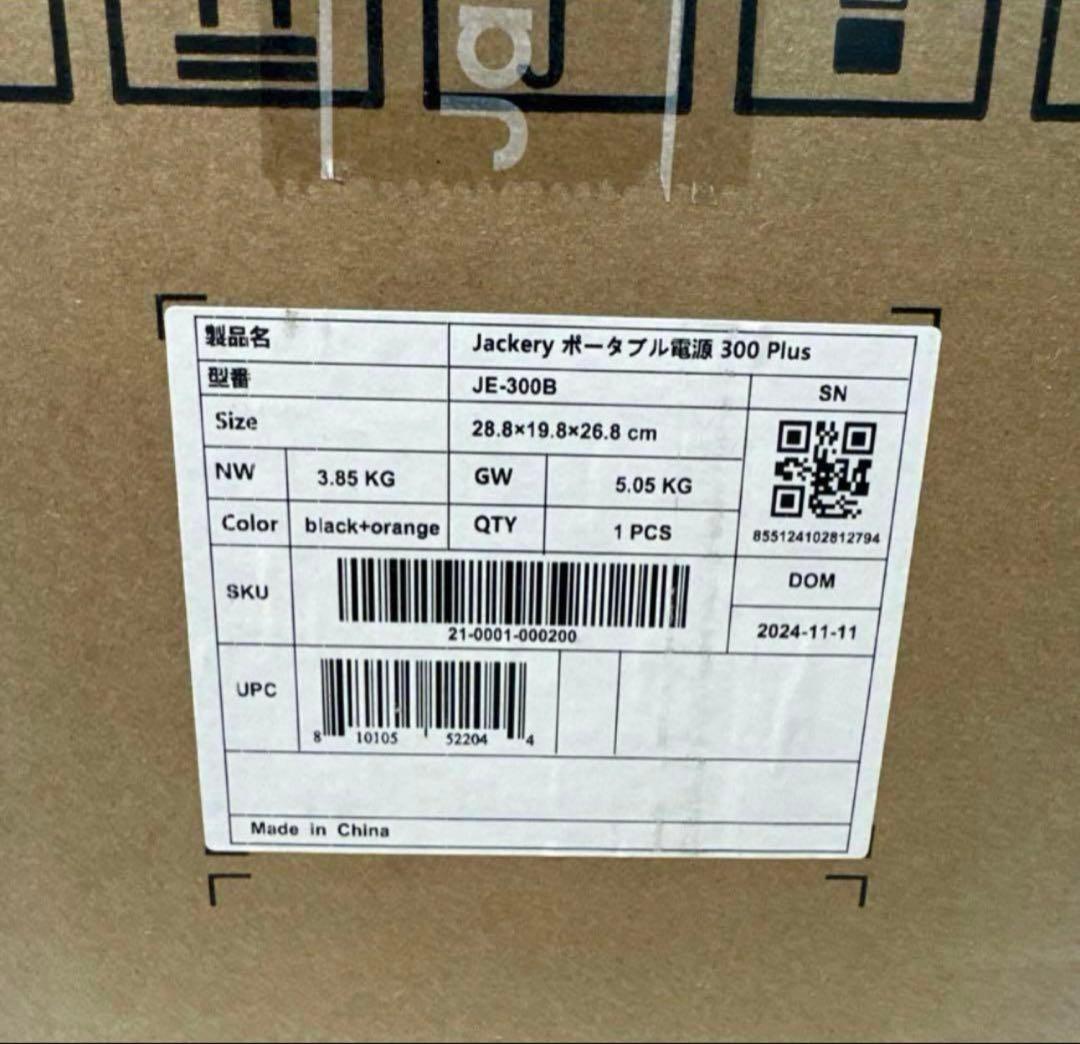 Ja
製品名 Jackery ポータブル電源 300 Plus
型番 JE-300B SN
Size 28.8×19.8×26.8 cm
NW 3.85 KG GW 5.05 KG
855124102812794
Color black+orange QTY 1 PCS
DOM
SKU
21-0001-000200
2024-11-11
UPC
8 10105 52204 4
Made in China